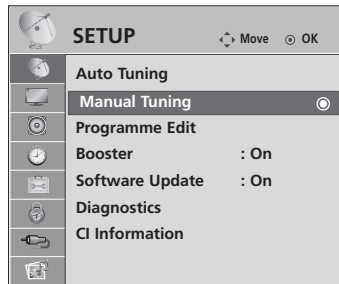 SETUP Move OK
Auto Tuning
Manual Tuning
Programme Edit
Booster : On
Software Update : On
Diagnostics
CI Information